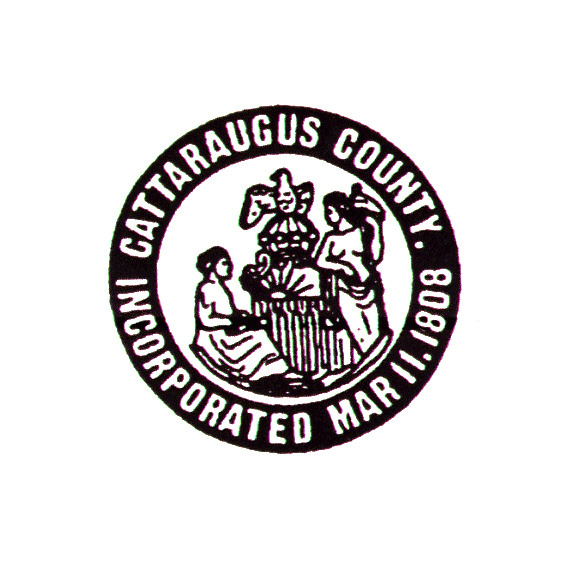 CATTARAUGUS COUNTY.
INCORPORATED MAR 11. 1808